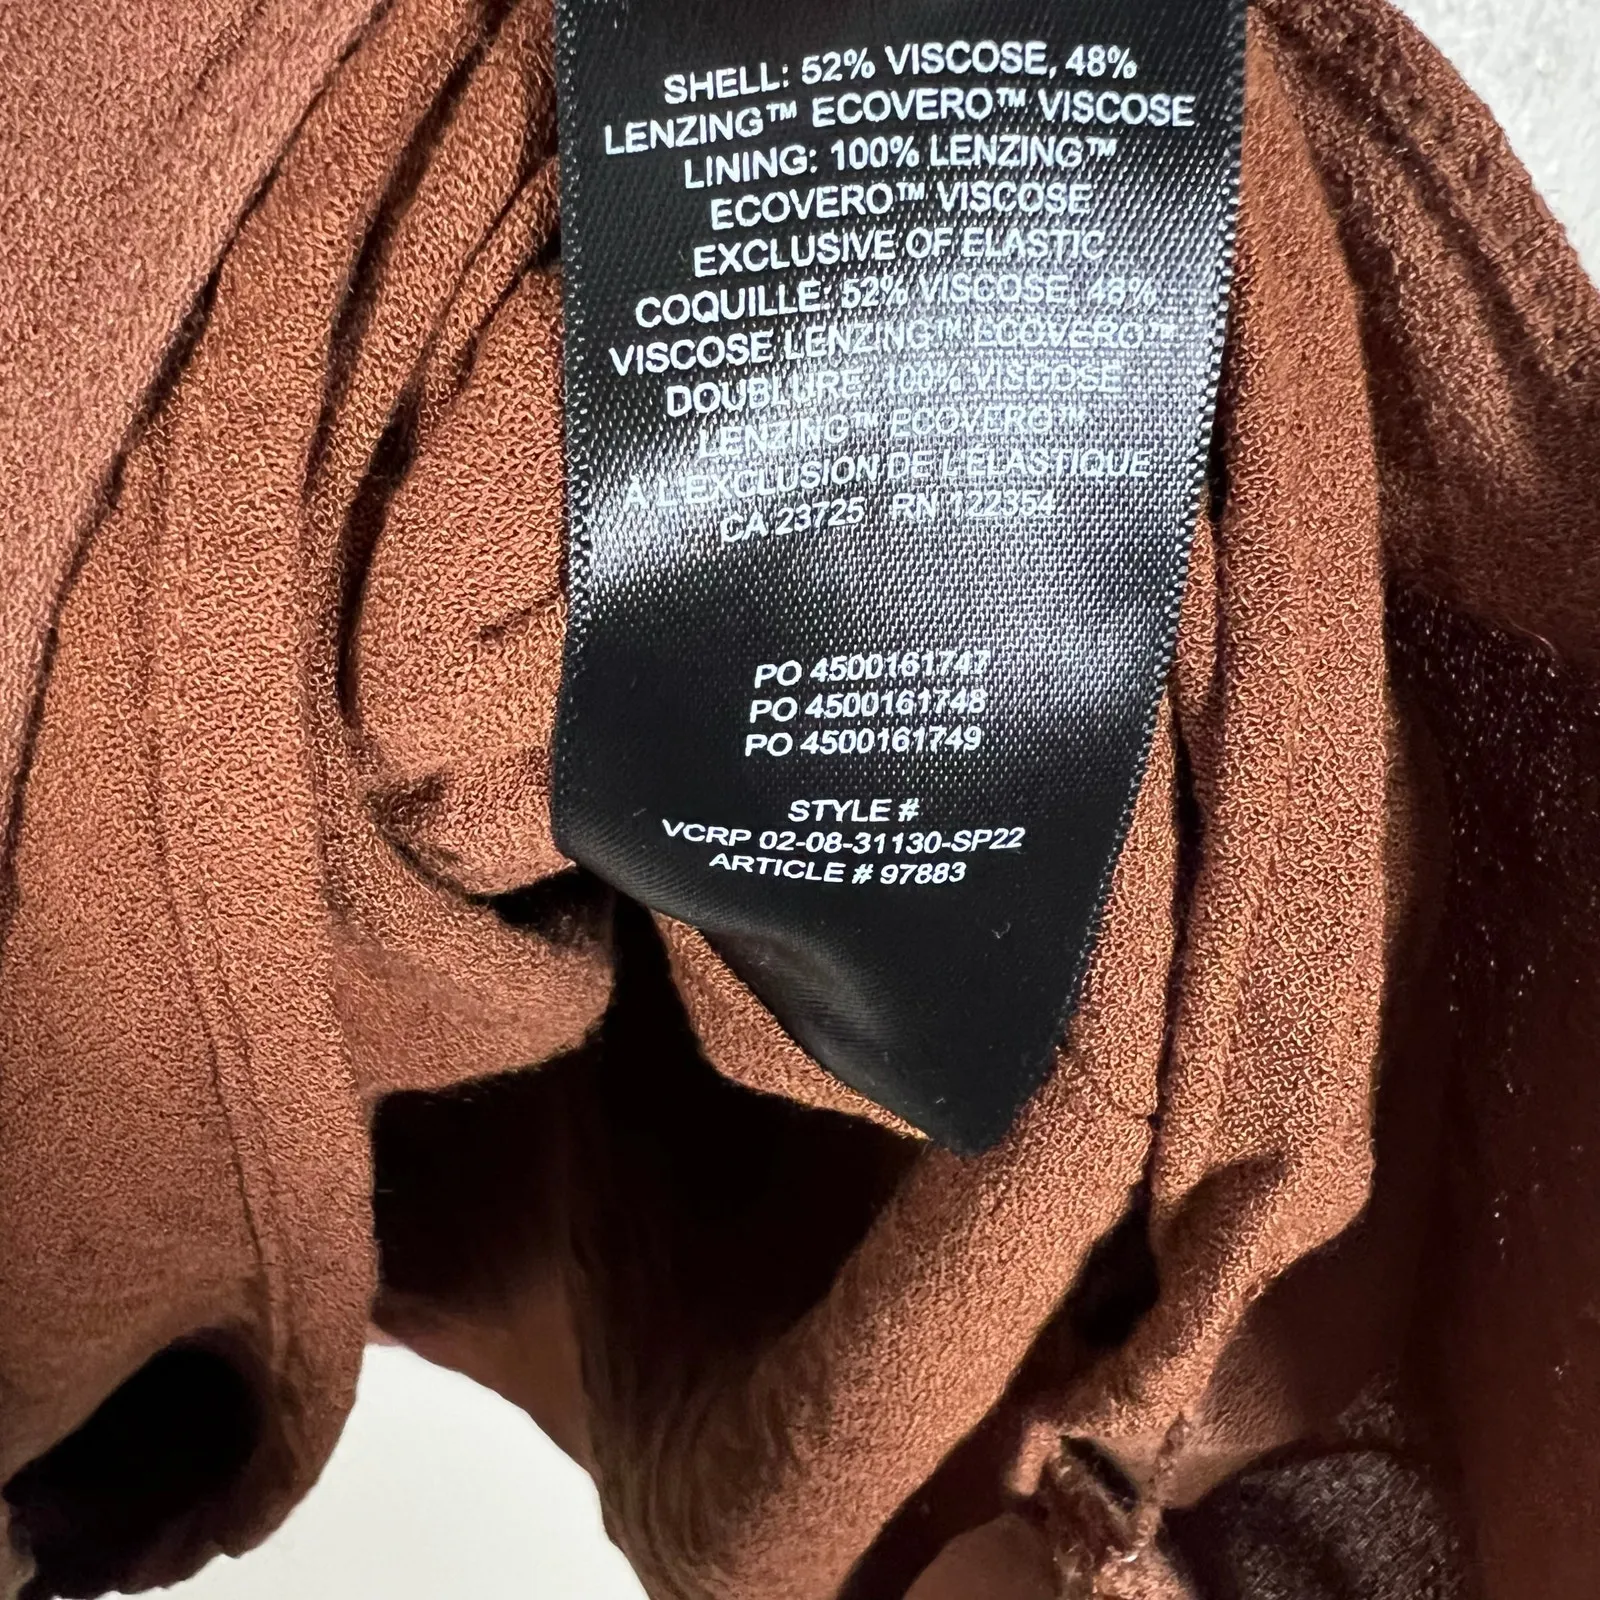 SHELL: 52% VISCOSE, 48%
LENZING™ ECOVERO™ VISCOSE
LINING: 100% LENZING™
ECOVERO™ VISCOSE
EXCLUSIVE OF ELASTIC
COQUILLE: 52% VISCOSE, 48%
VISCOSE LENZING™ ECOVERO™
DOUBLURE: 100% VISCOSE
LENZING™ ECOVERO™
À L'EXCLUSION DE L'ÉLASTIQUE
CA 23725 RN 122354
PO 4500161747
PO 4500161748
PO 4500161749
STYLE #
VCRP 02-08-31130-SP22
ARTICLE # 97883